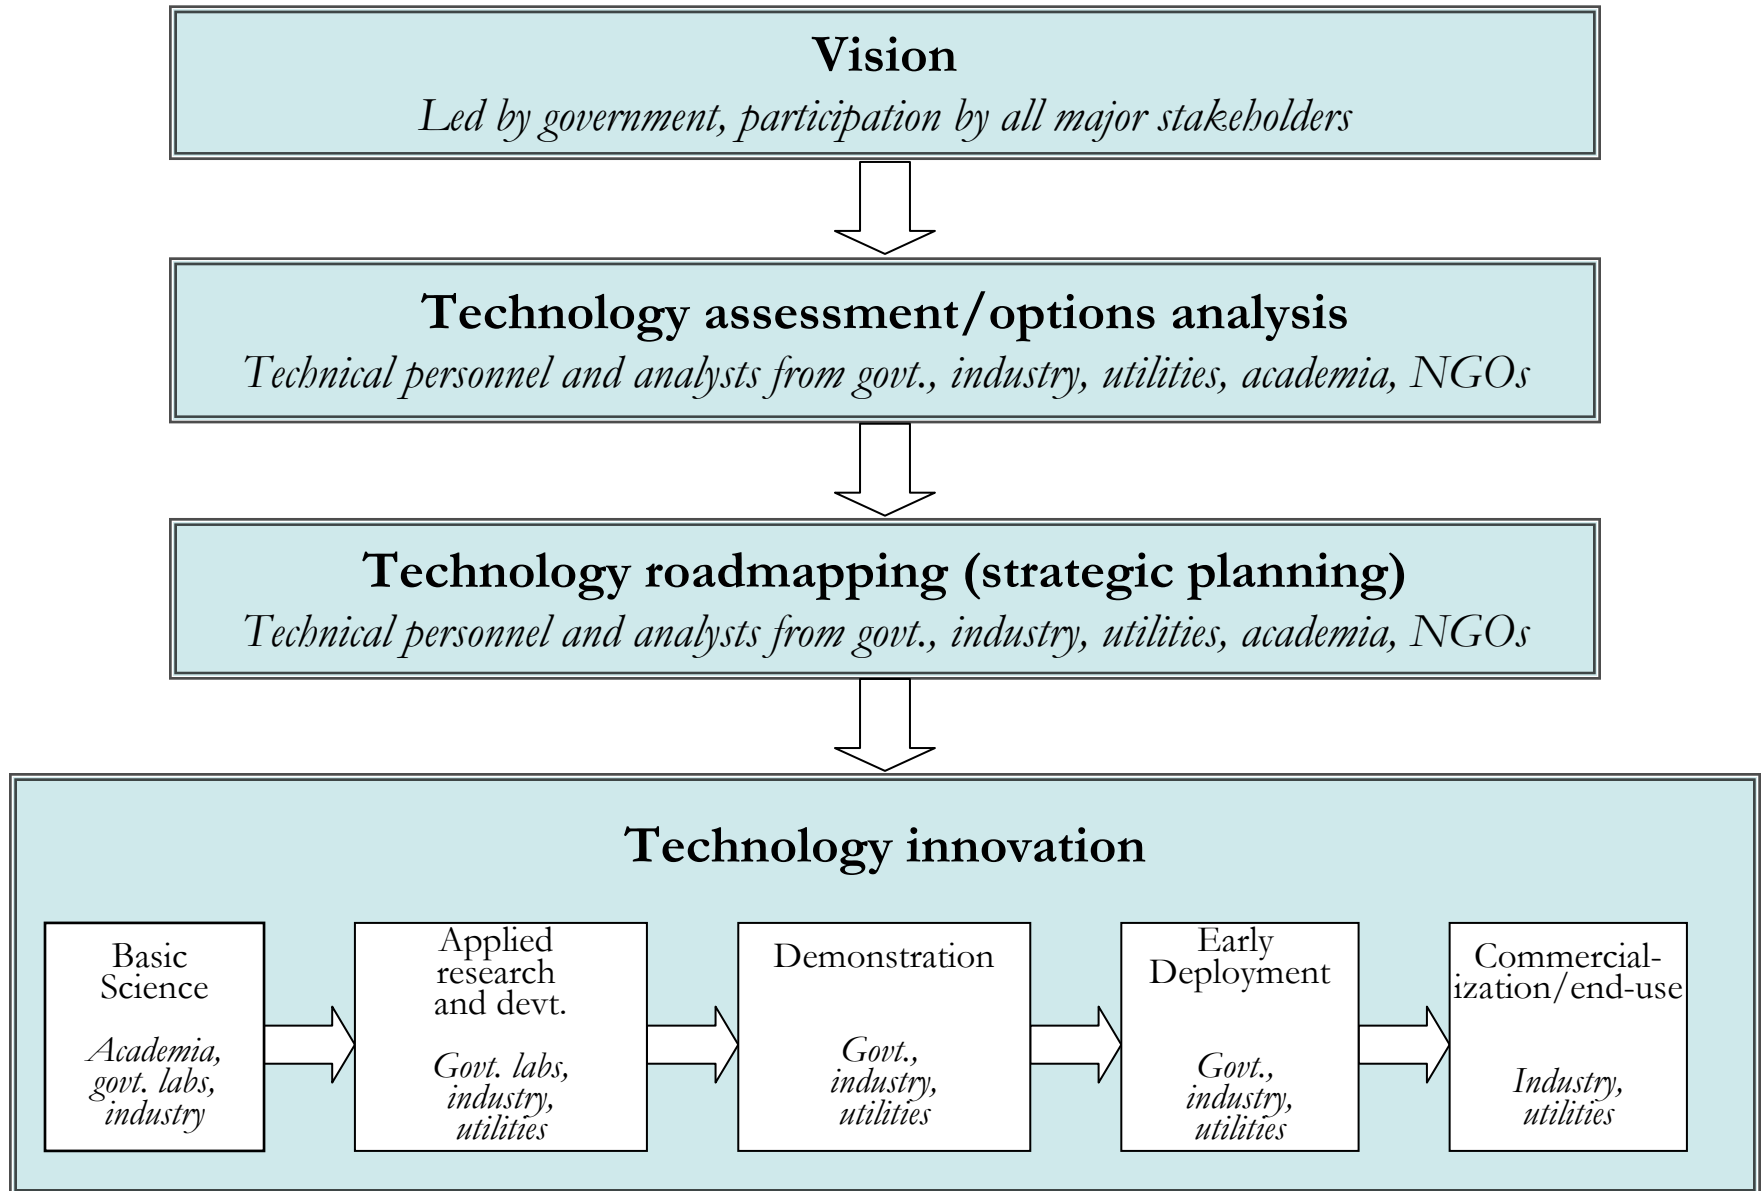 Vision
Led by government, participation by all major stakeholders
Technology assessment/options analysis
Technical personnel and analysts from govt., industry, utilities, academia, NGOs
Technology roadmapping (strategic planning)
Technical personnel and analysts from govt., industry, utilities, academia, NGOs
Technology innovation
Basic
Science
Academia,
govt. labs,
industry
Applied
research
and devt.
Govt. labs,
industry,
utilities
Demonstration
Govt.,
industry,
utilities
Early
Deployment
Govt.,
industry,
utilities
Commercial-
ization/end-use
Industry,
utilities